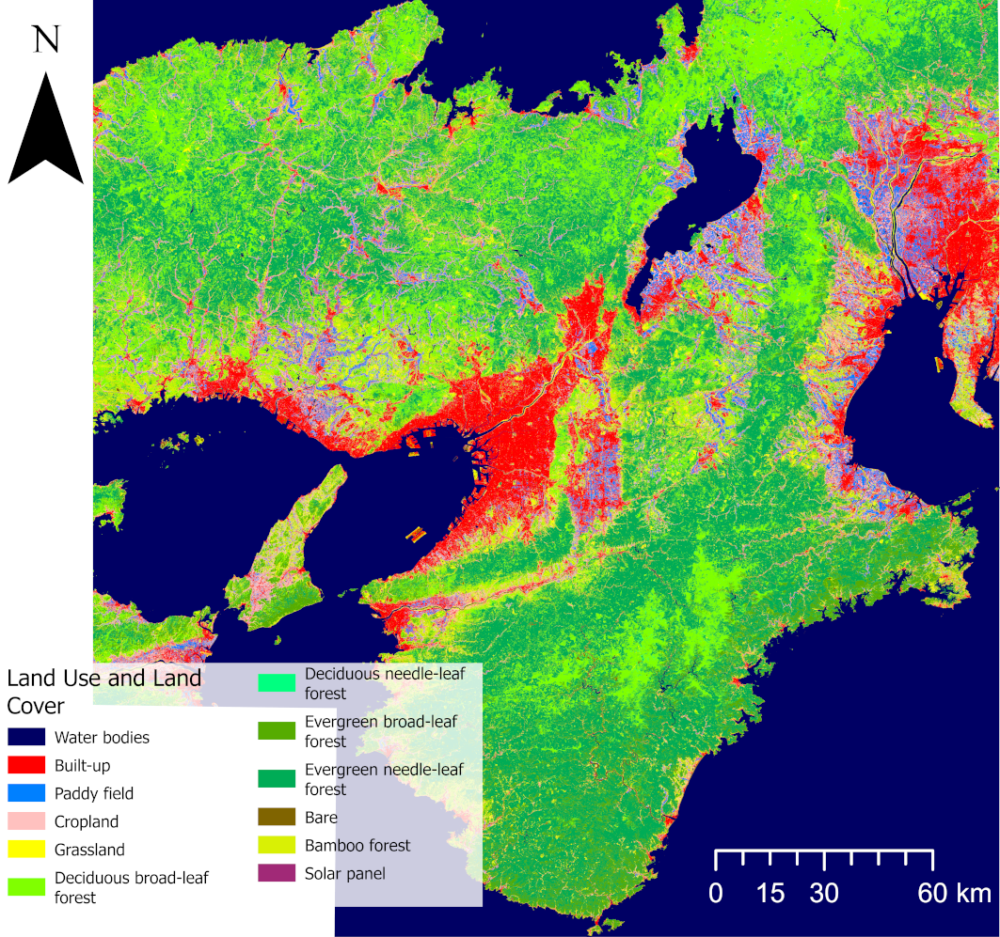 N
Land Use and Land
Cover
Water bodies
Built-up
Paddy field
Cropland
Grassland
Deciduous broad-leaf
forest
Deciduous needle-leaf
forest
Evergreen broad-leaf
forest
Evergreen needle-leaf
forest
Bare
Bamboo forest
Solar panel
0 15 30 60 km